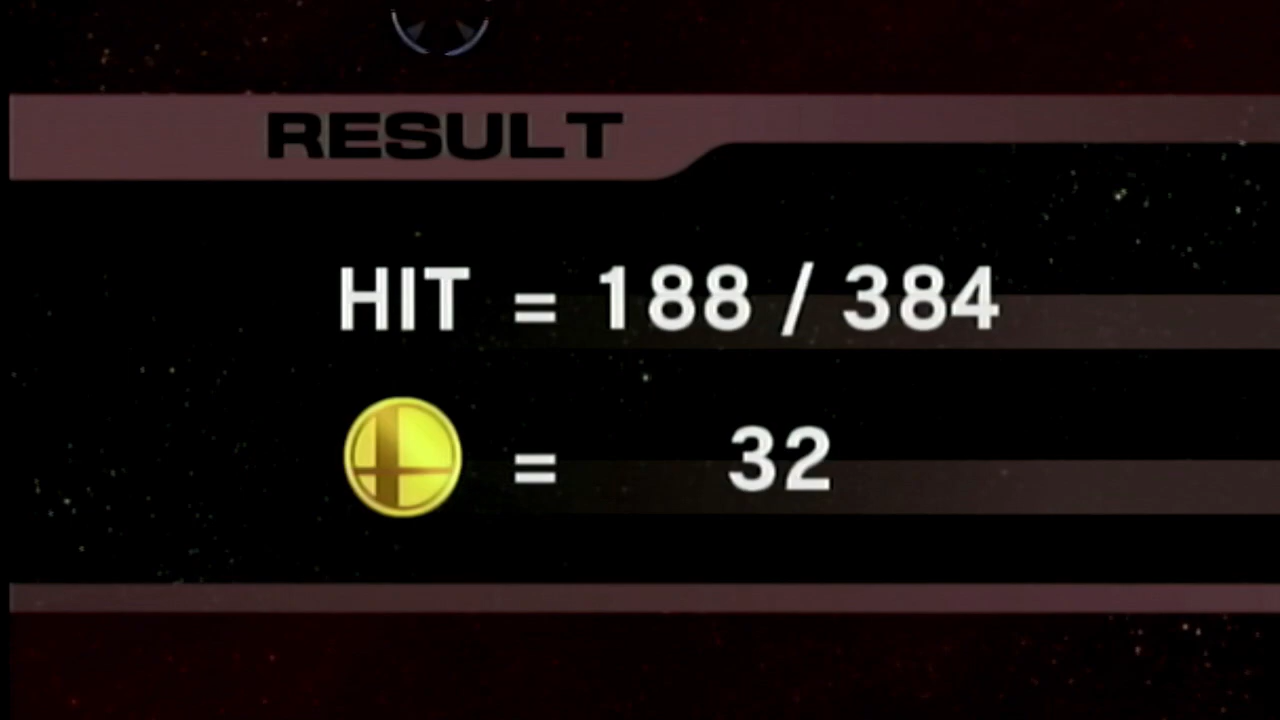 RESULT
HIT = 188 / 384
= 32